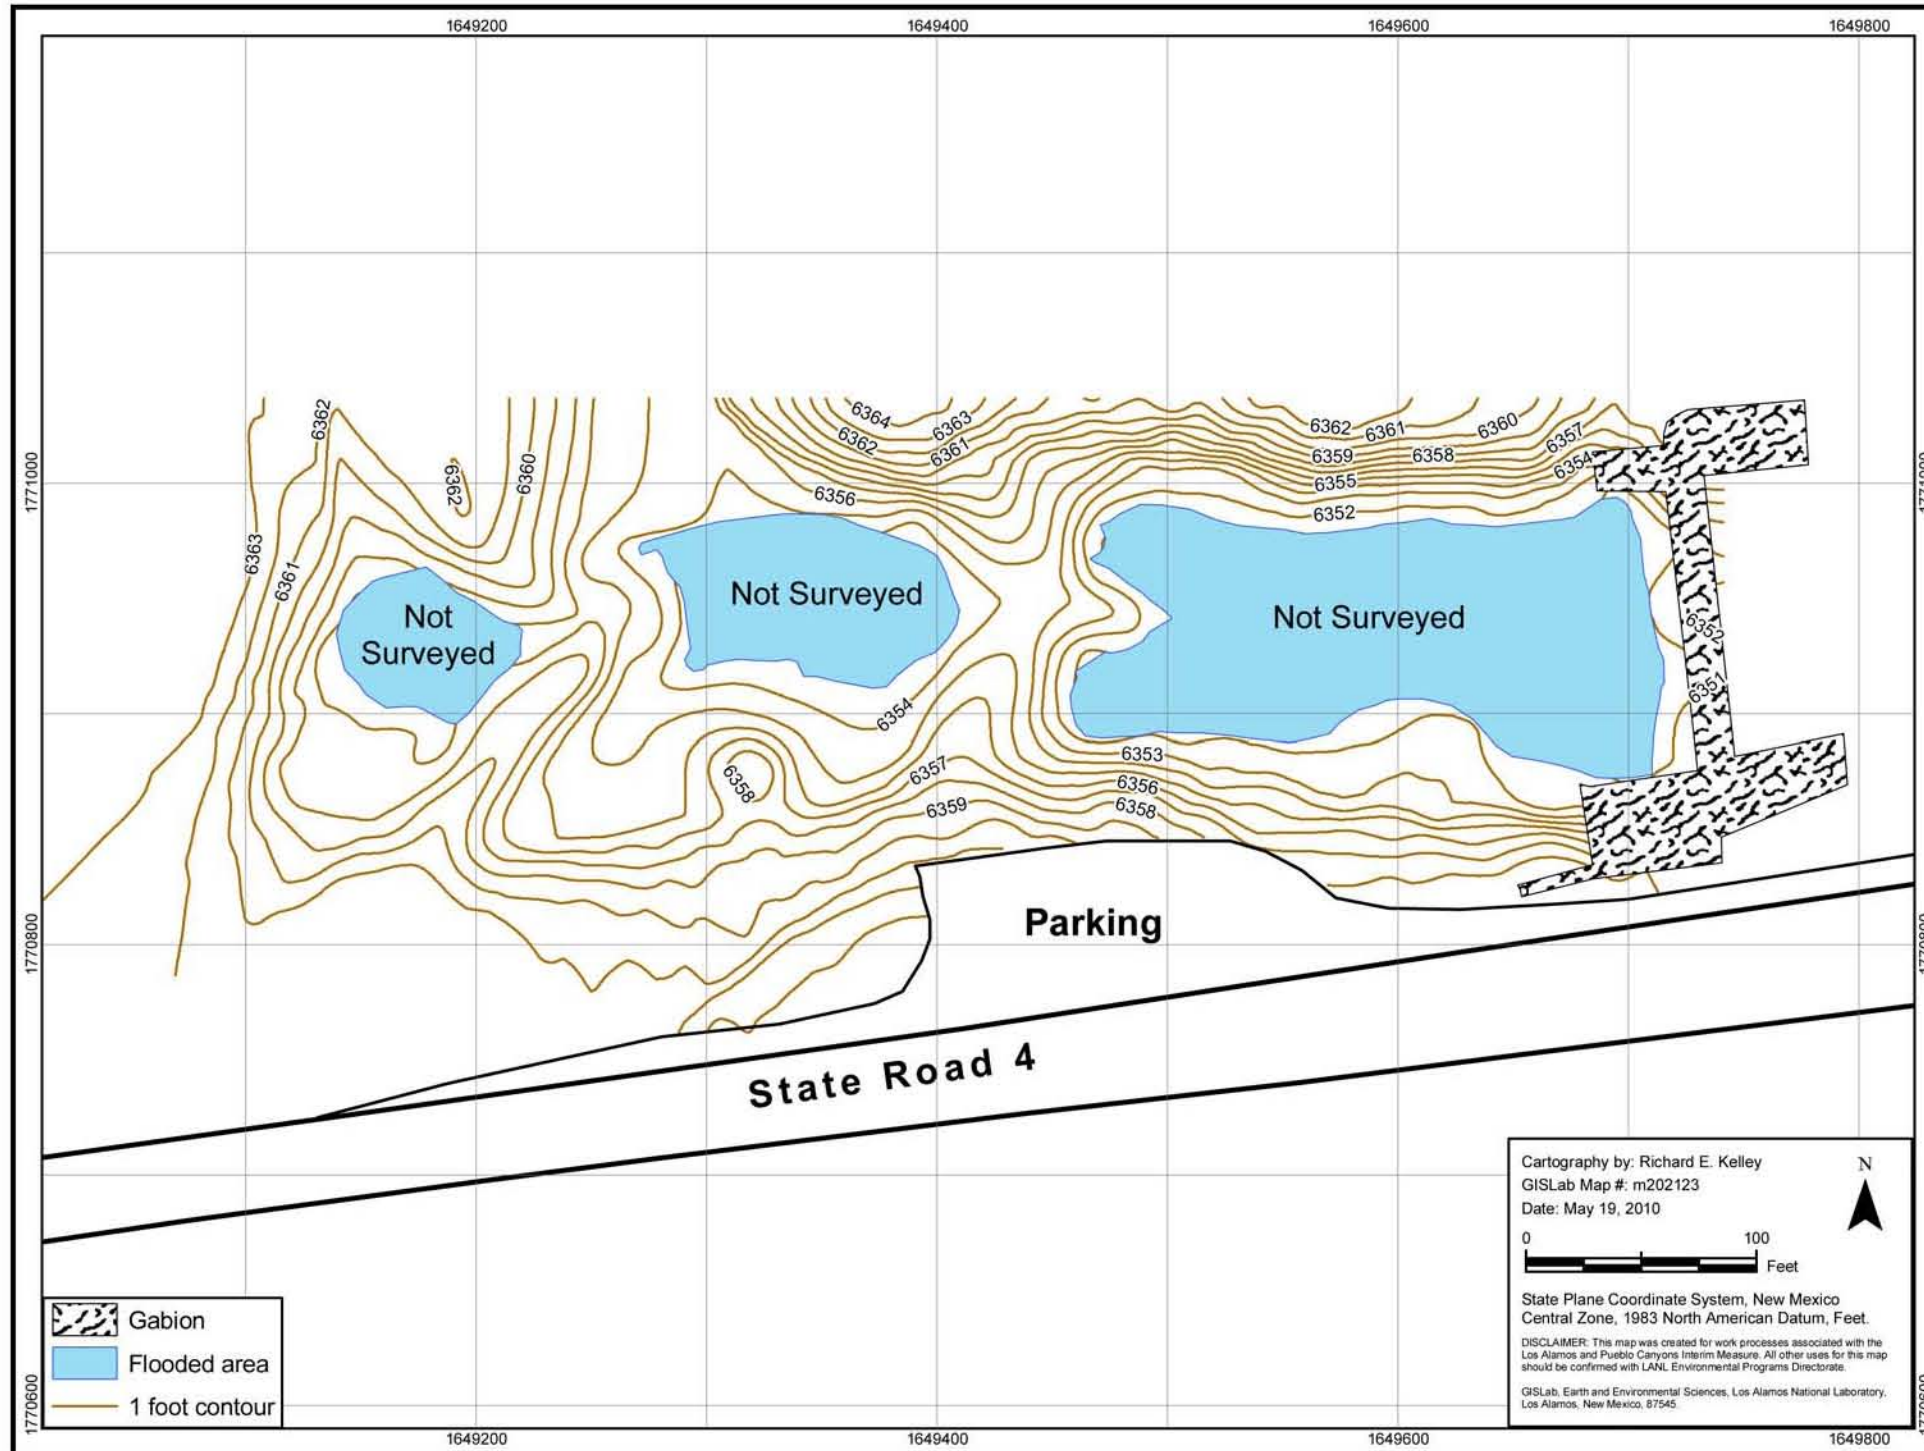 1649200
1649400
1649600
1649800
6362
6364
6363
6362
6361
6362
6361
6360
6357
6359
6358
6354
6355
6352
6362
6360
6356
1771000
1771000
6363
6361
Not
Surveyed
Not Surveyed
Not Surveyed
6352
6351
6354
6353
6356
6358
6357
6359
6358
Parking
1770800
1770800
State Road 4
Cartography by: Richard E. Kelley
GISLab Map #: m202123
Date: May 19, 2010
N
0
100
Feet
State Plane Coordinate System, New Mexico
Central Zone, 1983 North American Datum, Feet.
DISCLAIMER: This map was created for work processes associated with the
Los Alamos and Pueblo Canyons Interim Measure. All other uses for this map
should be confirmed with LANL Environmental Programs Directorate.
GISLab, Earth and Environmental Sciences, Los Alamos National Laboratory,
Los Alamos, New Mexico, 87545.
Gabion
Flooded area
1 foot contour
1770600
1770600
1649200
1649400
1649600
1649800